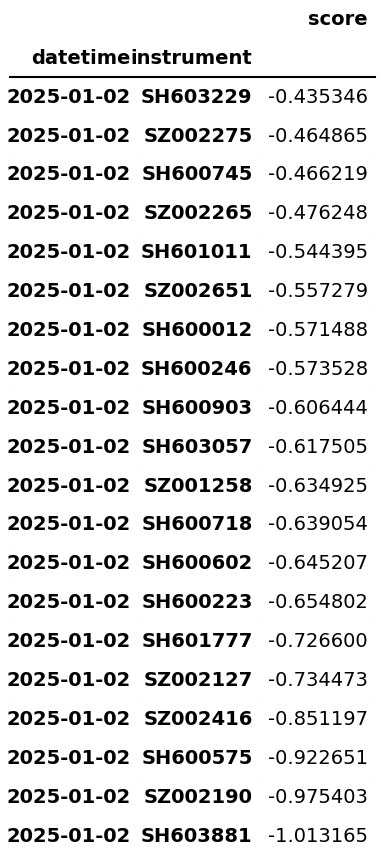 score
datetime instrument
2025-01-02 SH603229 -0.435346
2025-01-02 SZ002275 -0.464865
2025-01-02 SH600745 -0.466219
2025-01-02 SZ002265 -0.476248
2025-01-02 SH601011 -0.544395
2025-01-02 SZ002651 -0.557279
2025-01-02 SH600012 -0.571488
2025-01-02 SH600246 -0.573528
2025-01-02 SH600903 -0.606444
2025-01-02 SH603057 -0.617505
2025-01-02 SZ001258 -0.634925
2025-01-02 SH600718 -0.639054
2025-01-02 SH600602 -0.645207
2025-01-02 SH600223 -0.654802
2025-01-02 SH601777 -0.726600
2025-01-02 SZ002127 -0.734473
2025-01-02 SZ002416 -0.851197
2025-01-02 SH600575 -0.922651
2025-01-02 SZ002190 -0.975403
2025-01-02 SH603881 -1.013165